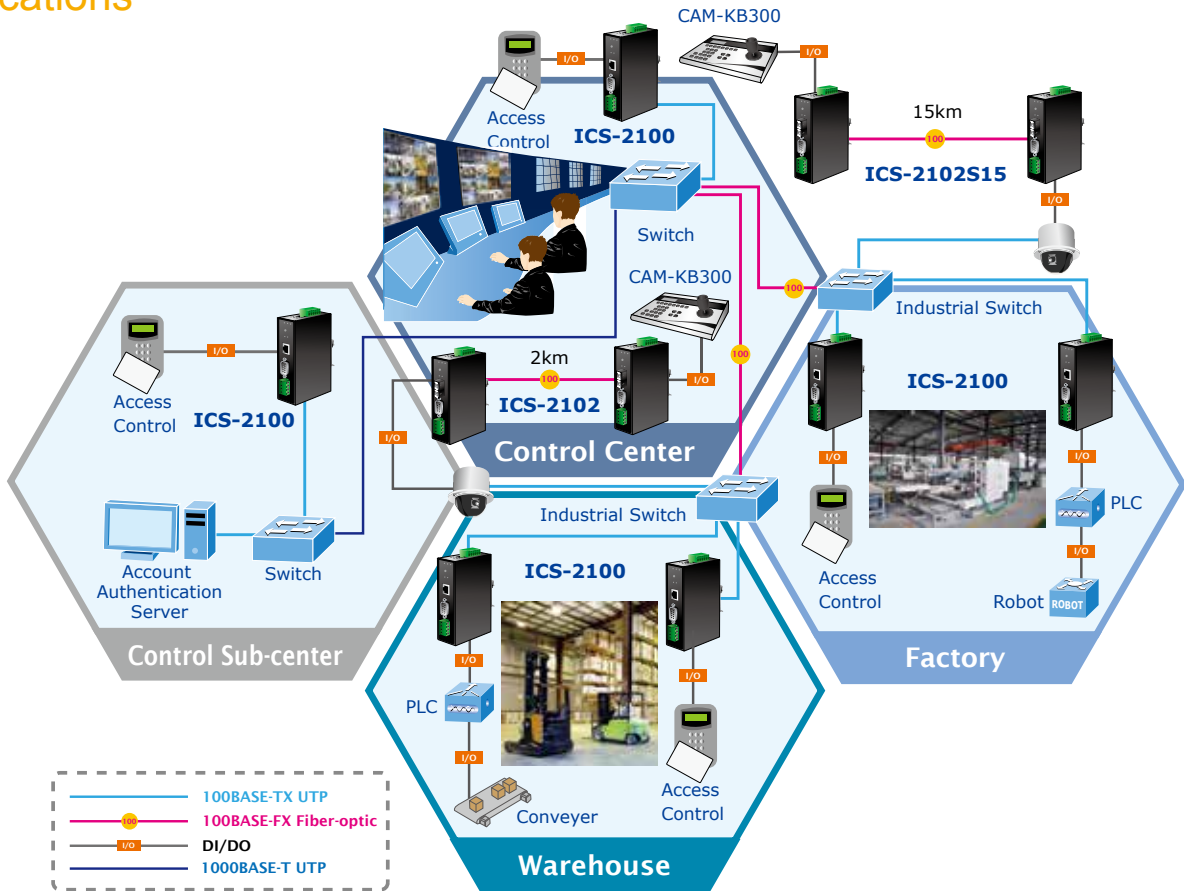 cations
CAM-KB300
I/O
I/O
Access
Control
ICS-2100
15km
100
ICS-2102S15
I/O
Switch
CAM-KB300
100
Industrial Switch
I/O
Access
Control
ICS-2100
2km
100
ICS-2102
I/O
100
I/O
Control Center
ICS-2100
I/O
I/O
PLC
Access
Control
I/O
Robot
ROBOT
Factory
Account
Authentication
Server
Switch
Control Sub-center
Industrial Switch
ICS-2100
I/O
I/O
PLC
I/O
Conveyer
Access
Control
Warehouse
100BASE-TX UTP
100
100BASE-FX Fiber-optic
I/O
DI/DO
1000BASE-T UTP